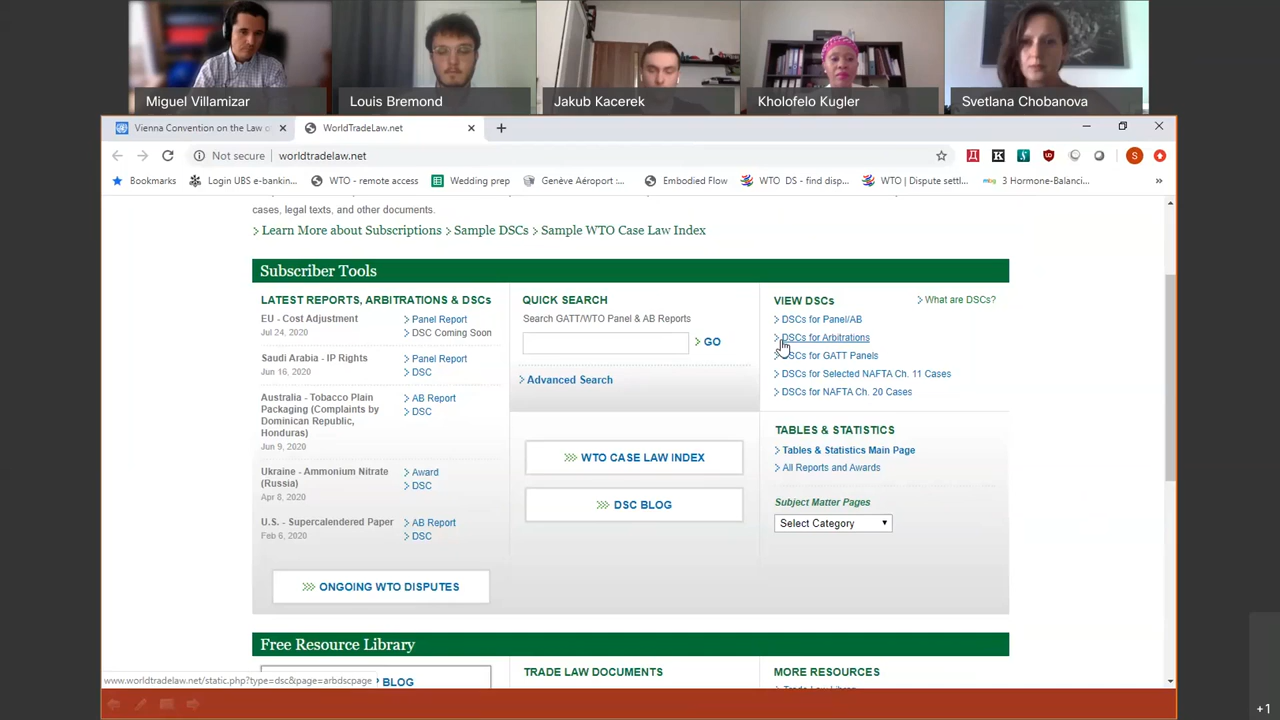 Miguel Villamizar
Louis Bremond
Jakub Kacerek
Kholofelo Kugler
Svetlana Chobanova
Vienna Convention on the Law o
WorldTradeLaw.net
Not secure
worldtradelaw.net
Bookmarks
Login UBS e-bankin...
WTO - remote access
Wedding prep
Genève Aéroport :...
Embodied Flow
WTO DS - find disp...
WTO | Dispute settl...
3 Hormone-Balanci...
cases, legal texts, and other documents.
Learn More about Subscriptions > Sample DSCs > Sample WTO Case Law Index
Subscriber Tools
LATEST REPORTS, ARBITRATIONS & DSCs
EU - Cost Adjustment
Jul 24, 2020
Panel Report
DSC Coming Soon
Saudi Arabia - IP Rights
Jun 16, 2020
Panel Report
DSC
Australia - Tobacco Plain
Packaging (Complaints by
Dominican Republic,
Honduras)
Jun 9, 2020
AB Report
DSC
Ukraine - Ammonium Nitrate
(Russia)
Apr 8, 2020
Award
DSC
U.S. - Supercalendered Paper
Feb 6, 2020
AB Report
DSC
ONGOING WTO DISPUTES
QUICK SEARCH
Search GATT/WTO Panel & AB Reports
GO
Advanced Search
WTO CASE LAW INDEX
DSC BLOG
VIEW DSCs
What are DSCs?
DSCs for Panel/AB
DSCs for Arbitrations
DSCs for GATT Panels
DSCs for Selected NAFTA Ch. 11 Cases
DSCs for NAFTA Ch. 20 Cases
TABLES & STATISTICS
Tables & Statistics Main Page
All Reports and Awards
Subject Matter Pages
Select Category
Free Resource Library
BLOG
TRADE LAW DOCUMENTS
MORE RESOURCES
www.worldtradelaw.net/static.php?type=dsc&page=arbdscpage
+1